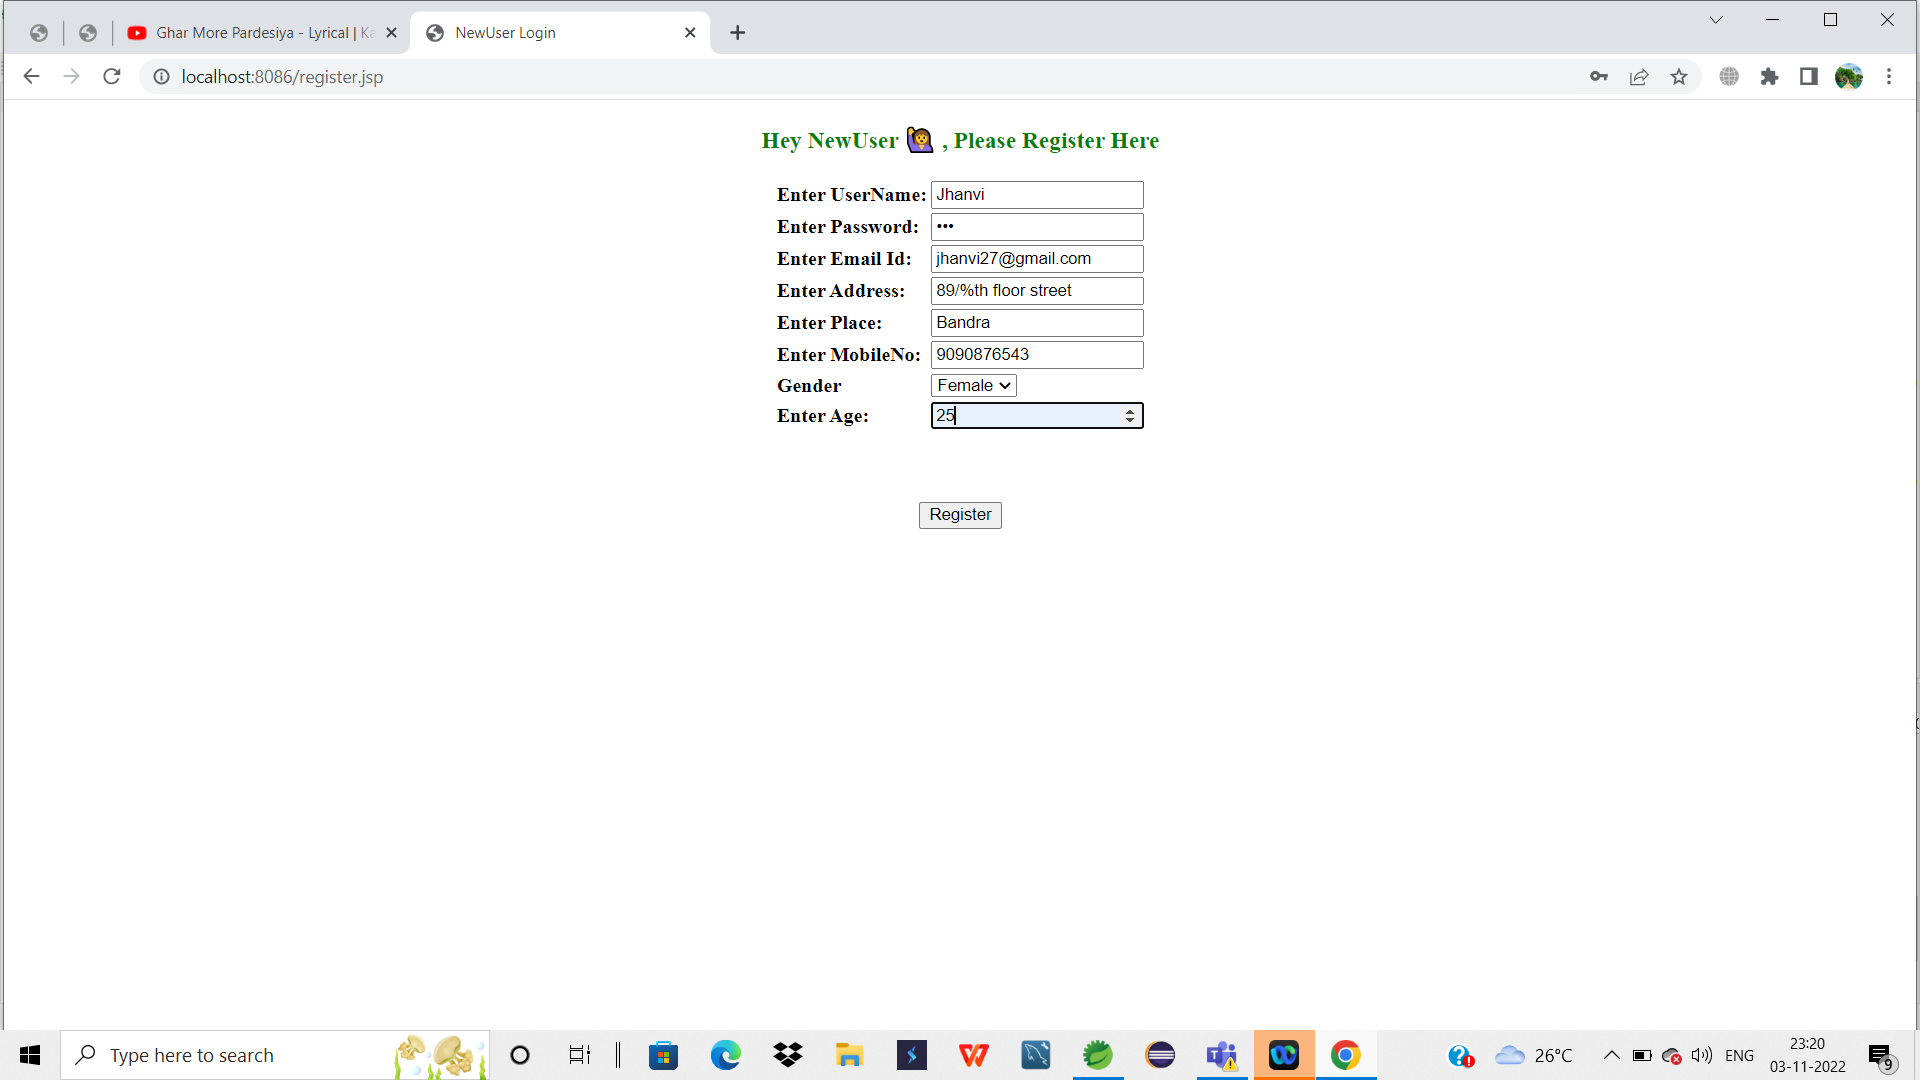 Ghar More Pardesiya - Lyrical | Ka
NewUser Login
localhost:8086/register.jsp
Hey NewUser 🙋 , Please Register Here
Enter UserName: Jhanvi
Enter Password: •••
Enter Email Id: jhanvi27@gmail.com
Enter Address: 89/%th floor street
Enter Place: Bandra
Enter MobileNo: 9090876543
Gender Female
Enter Age: 25
Register
Type here to search
26°C
ENG
23:20
03-11-2022
9